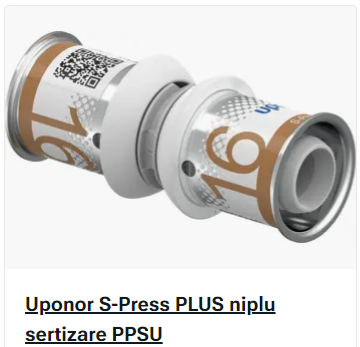 16
16
Uponor S-Press PLUS niplu
sertizare PPSU